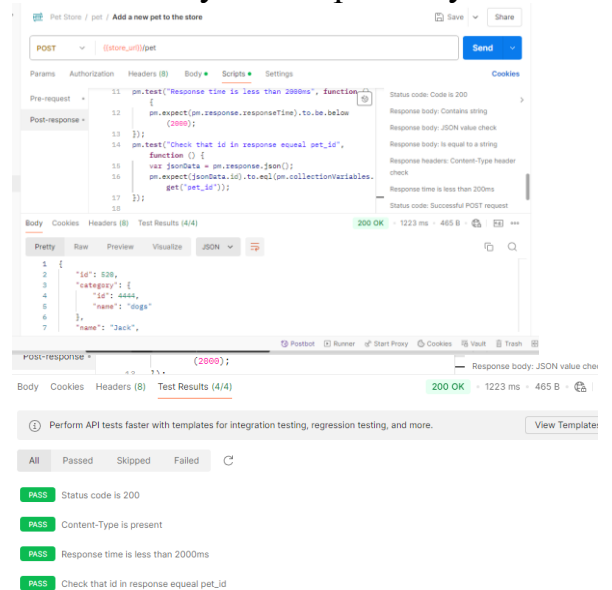 Pet Store / pet / Add a new pet to the store
Save
Share
POST
{{store_url}}/pet
Send
Params Authorization Headers (8) Body Scripts Settings
Cookies
Pre-request
Post-response
11 pm.test("Response time is less than 2000ms", function ()
{
12 pm.expect(pm.response.responseTime).to.be.below
(2000);
13 });
14 pm.test("Check that id in response equeal pet_id",
function () {
15 var jsonData = pm.response.json();
16 pm.expect(jsonData.id).to.eql(pm.collectionVariables.
get("pet_id"));
17 });
18
Status code: Code is 200
Response body: Contains string
Response body: JSON value check
Response body: Is equal to a string
Response headers: Content-Type header
check
Response time is less than 200ms
Status code: Successful POST request
Body Cookies Headers (8) Test Results (4/4)
200 OK 1223 ms 465 B
Pretty Raw Preview Visualize JSON
1 {
2 "id": 528,
3 "category": {
4 "id": 4444,
5 "name": "dogs"
6 },
7 "name": "Jack",
Postbot Runner Start Proxy Cookies Vault Trash
Post-response
(2000);
Response body: JSON value chec
Body Cookies Headers (8) Test Results (4/4)
200 OK 1223 ms 465 B
Perform API tests faster with templates for integration testing, regression testing, and more.
View Templates
All Passed Skipped Failed
PASS Status code is 200
PASS Content-Type is present
PASS Response time is less than 2000ms
PASS Check that id in response equeal pet_id